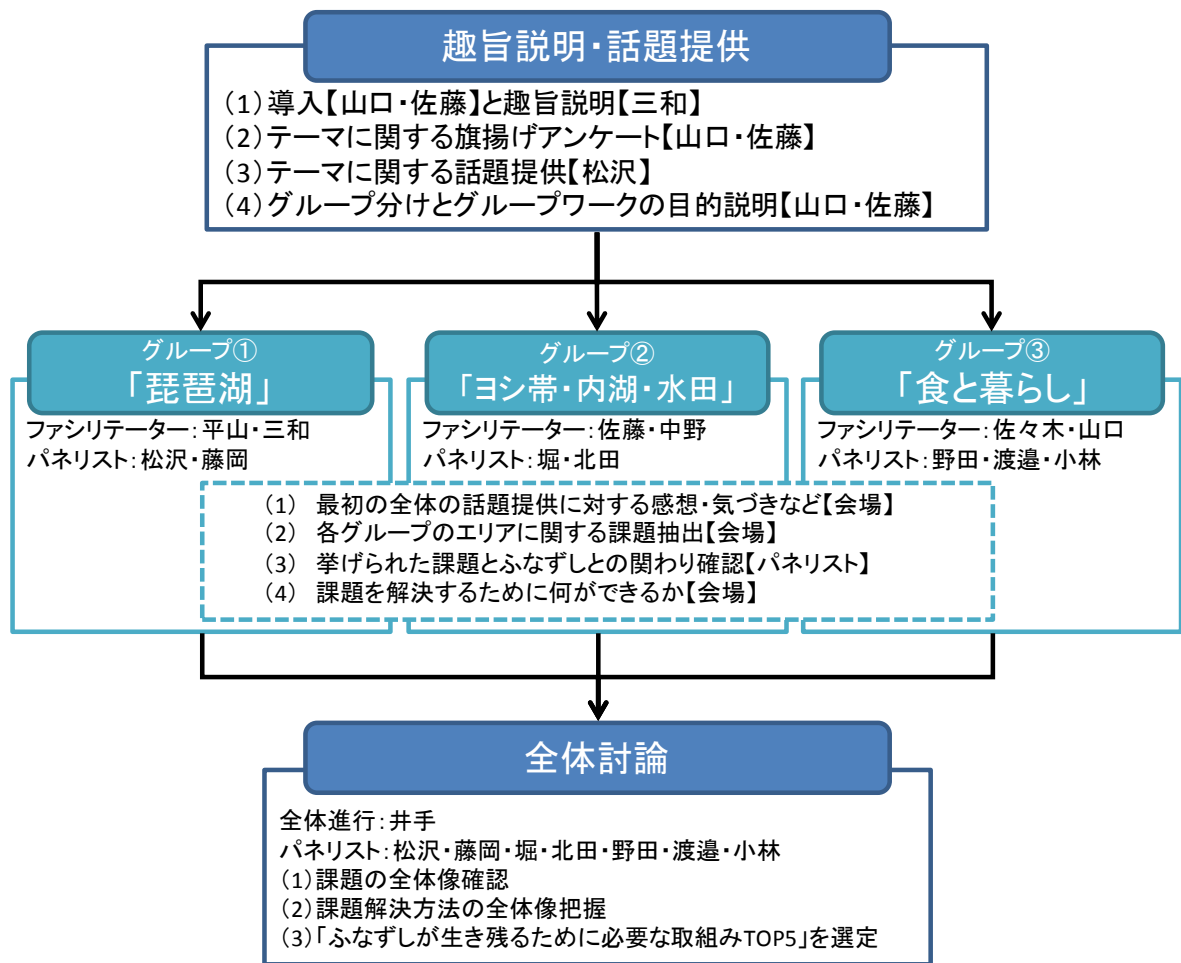 趣旨説明・話題提供
(1)導入【山口・佐藤】と趣旨説明【三和】
(2)テーマに関する旗揚げアンケート【山口・佐藤】
(3)テーマに関する話題提供【松沢】
(4)グループ分けとグループワークの目的説明【山口・佐藤】
グループ①
「琵琶湖」
ファシリテーター:平山・三和
パネリスト:松沢・藤岡
グループ②
「ヨシ帯・内湖・水田」
ファシリテーター:佐藤・中野
パネリスト:堀・北田
グループ③
「食と暮らし」
ファシリテーター:佐々木・山口
パネリスト:野田・渡邉・小林
(1) 最初の全体の話題提供に対する感想・気づきなど【会場】
(2) 各グループのエリアに関する課題抽出【会場】
(3) 挙げられた課題とふなずしとの関わり確認【パネリスト】
(4) 課題を解決するために何ができるか【会場】
全体討論
全体進行:井手
パネリスト:松沢・藤岡・堀・北田・野田・渡邉・小林
(1)課題の全体像確認
(2)課題解決方法の全体像把握
(3)「ふなずしが生き残るために必要な取組みTOP5」を選定